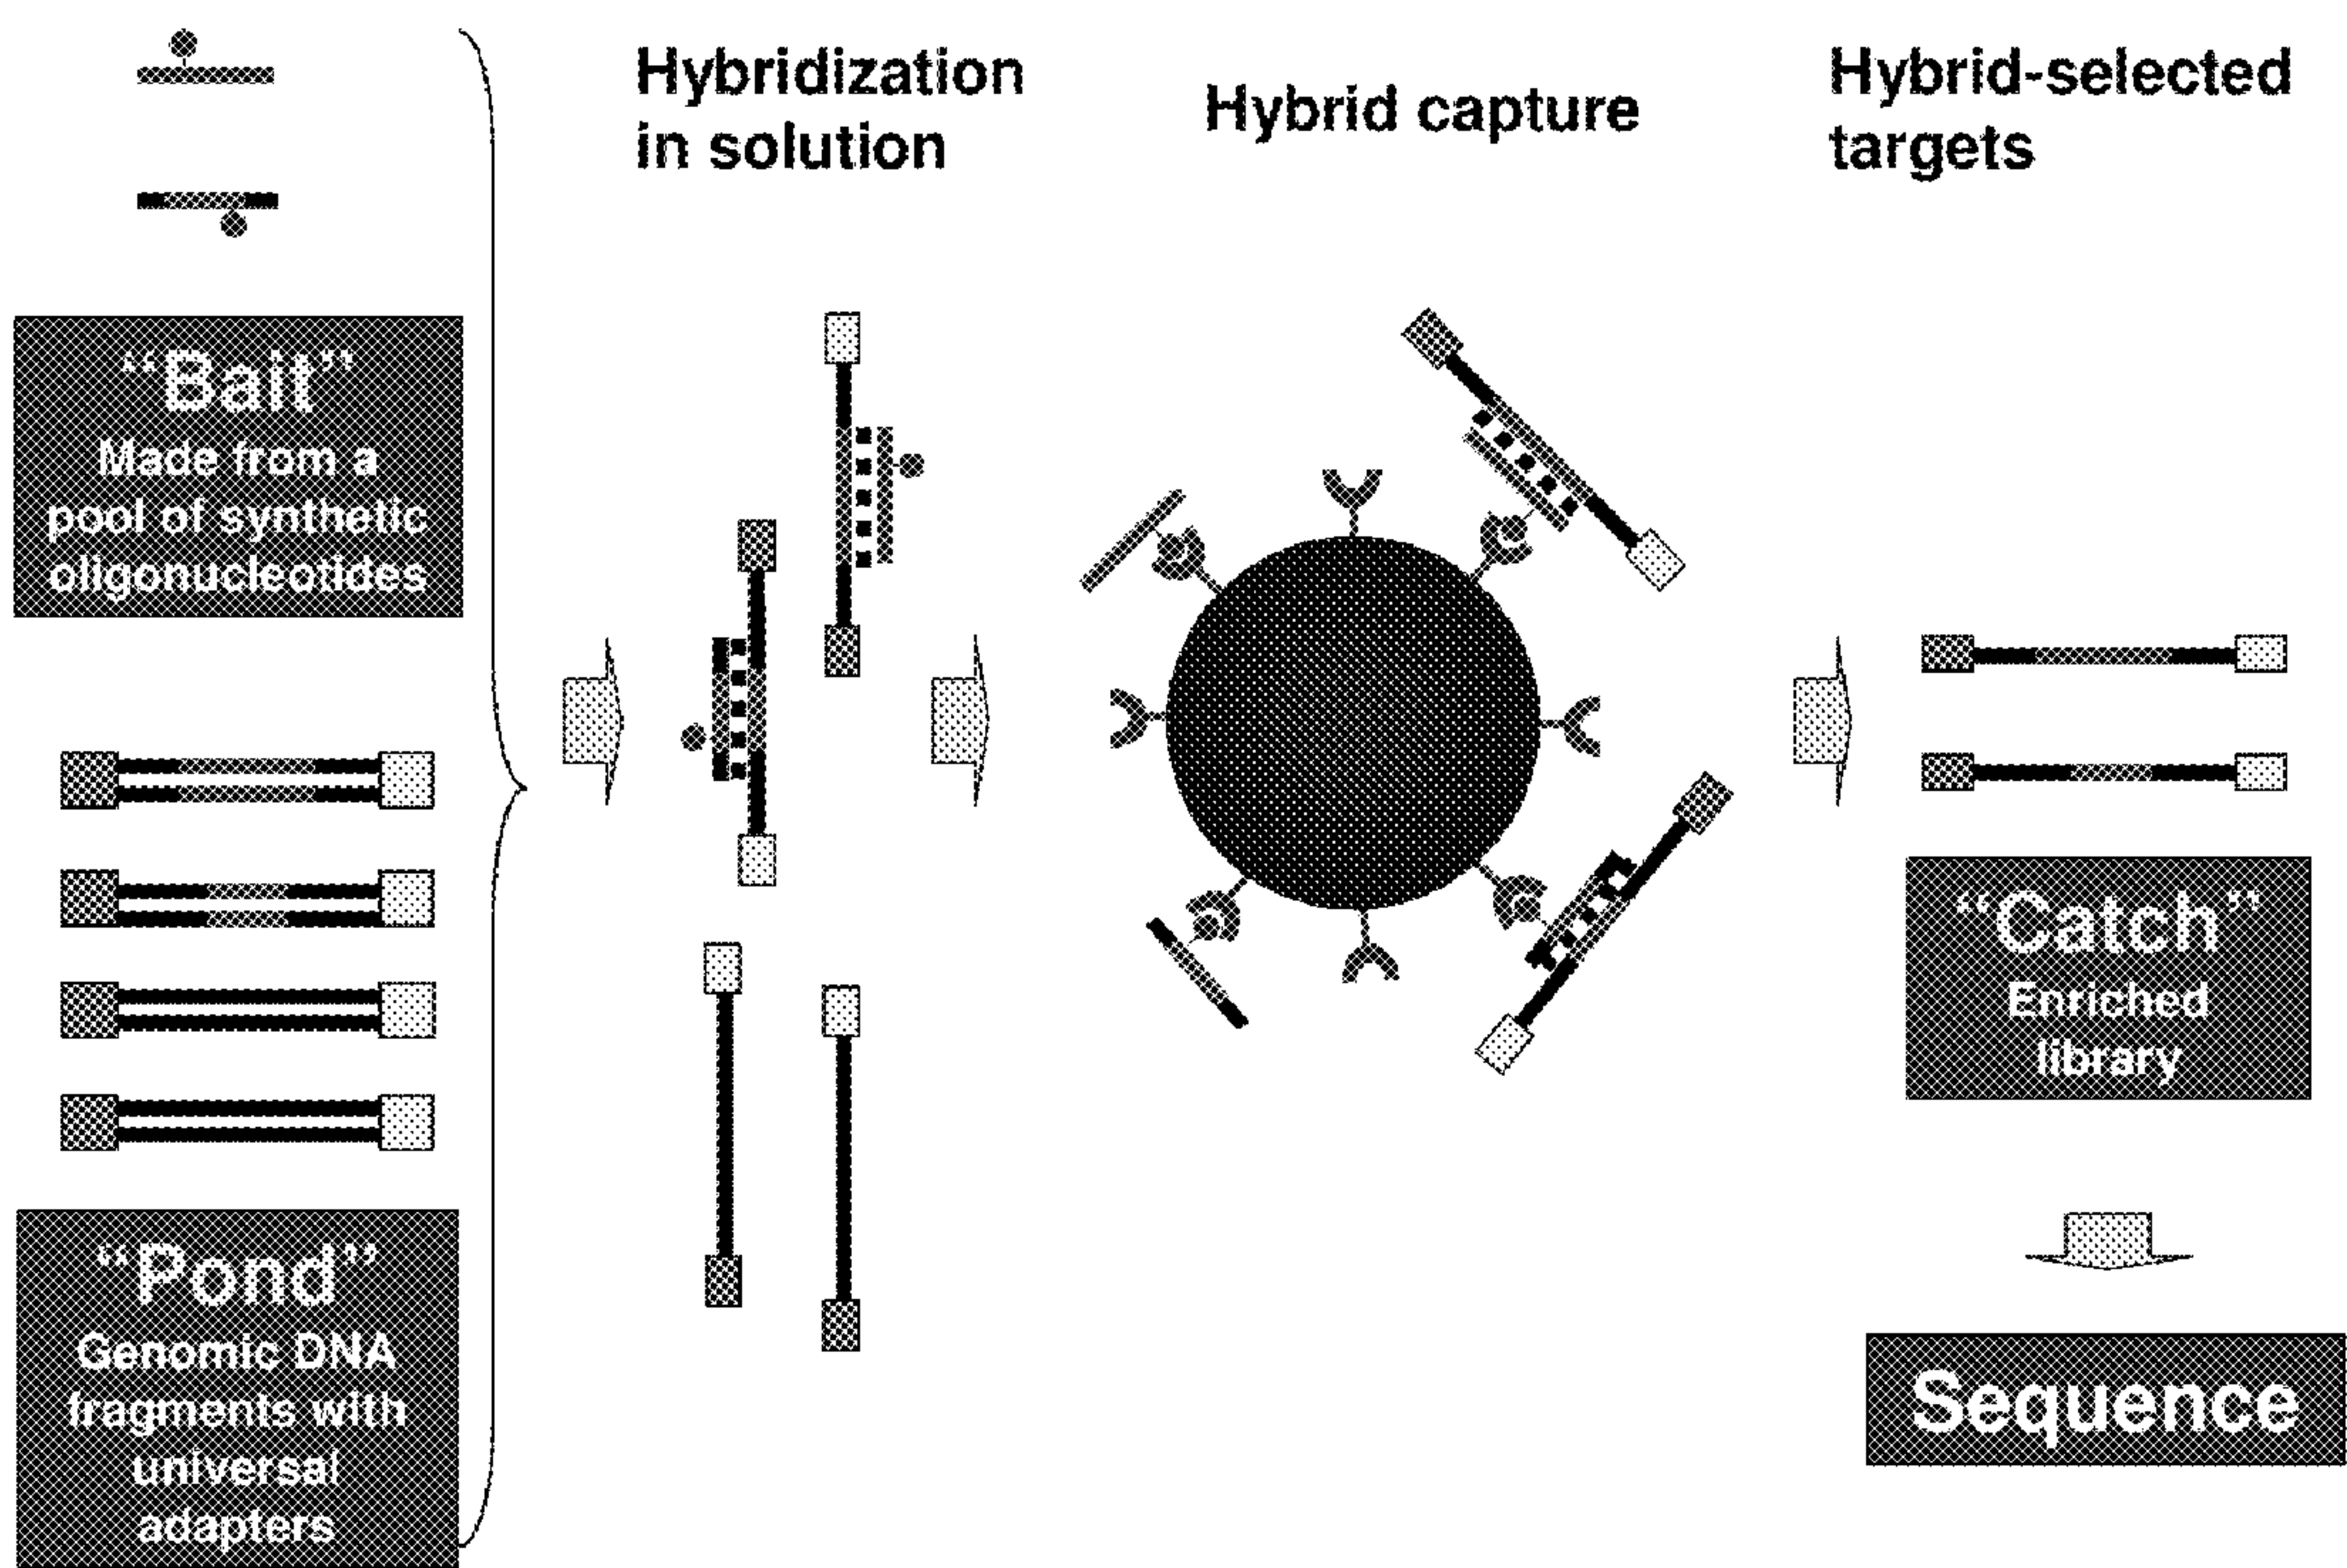 Hybridization
in solution
Hybrid capture
Hybrid-selected
targets
“Bait”
Made from a
pool of synthetic
oligonucleotides
“Pond”
Genomic DNA
fragments with
universal
adapters
“Catch”
Enriched
library
Sequence